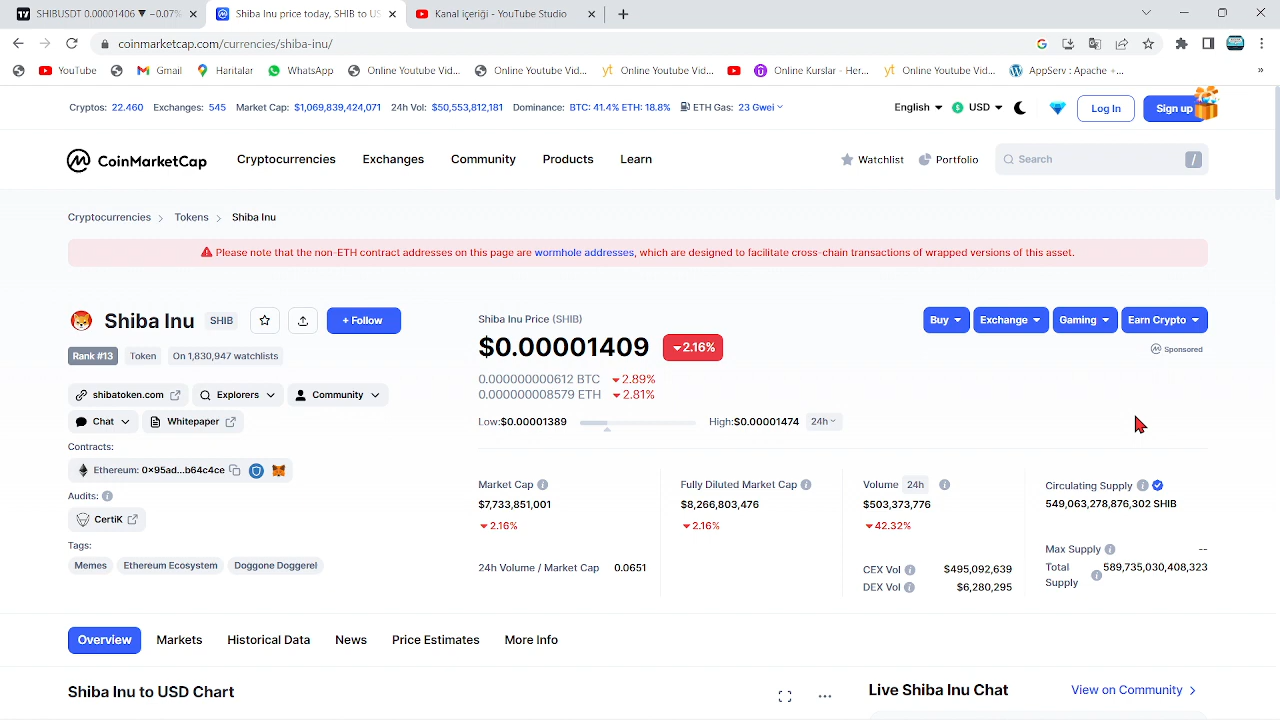 SHIBUSDT 0.00001406 ▼ −0.07%
Shiba Inu price today, SHIB to US
Kanal içeriği - YouTube Studio
coinmarketcap.com/currencies/shiba-inu/
YouTube
Gmail
Haritalar
WhatsApp
Online Youtube Vid...
Online Youtube Vid...
Online Youtube Vid...
Online Kurslar - Her...
Online Youtube Vid...
AppServ : Apache +...
»
Cryptos: 22.460 Exchanges: 545 Market Cap: $1,069,839,424,071 24h Vol: $50,553,812,181 Dominance: BTC: 41.4% ETH: 18.8% ETH Gas: 23 Gwei
English USD Log In Sign up
CoinMarketCap Cryptocurrencies Exchanges Community Products Learn
Watchlist Portfolio Search /
Cryptocurrencies > Tokens > Shiba Inu
Please note that the non-ETH contract addresses on this page are wormhole addresses, which are designed to facilitate cross-chain transactions of wrapped versions of this asset.
Shiba Inu SHIB + Follow
Rank #13 Token On 1,830,947 watchlists
shibatoken.com Explorers Community
Chat Whitepaper
Contracts:
Ethereum: 0x95ad...b64c4ce
Audits:
CertiK
Tags:
Memes Ethereum Ecosystem Doggone Doggerel
Shiba Inu Price (SHIB)
$0.00001409 2.16%
0.000000000612 BTC 2.89%
0.000000008579 ETH 2.81%
Low:$0.00001389 High:$0.00001474 24h
Buy Exchange Gaming Earn Crypto
Sponsored
Market Cap
$7,733,851,001
2.16%
24h Volume / Market Cap 0.0651
Fully Diluted Market Cap
$8,266,803,476
2.16%
Volume 24h
$503,373,776
42.32%
CEX Vol $495,092,639
DEX Vol $6,280,295
Circulating Supply
549,063,278,876,302 SHIB
Max Supply --
Total Supply 589,735,030,408,323
Overview Markets Historical Data News Price Estimates More Info
Shiba Inu to USD Chart
Live Shiba Inu Chat View on Community >